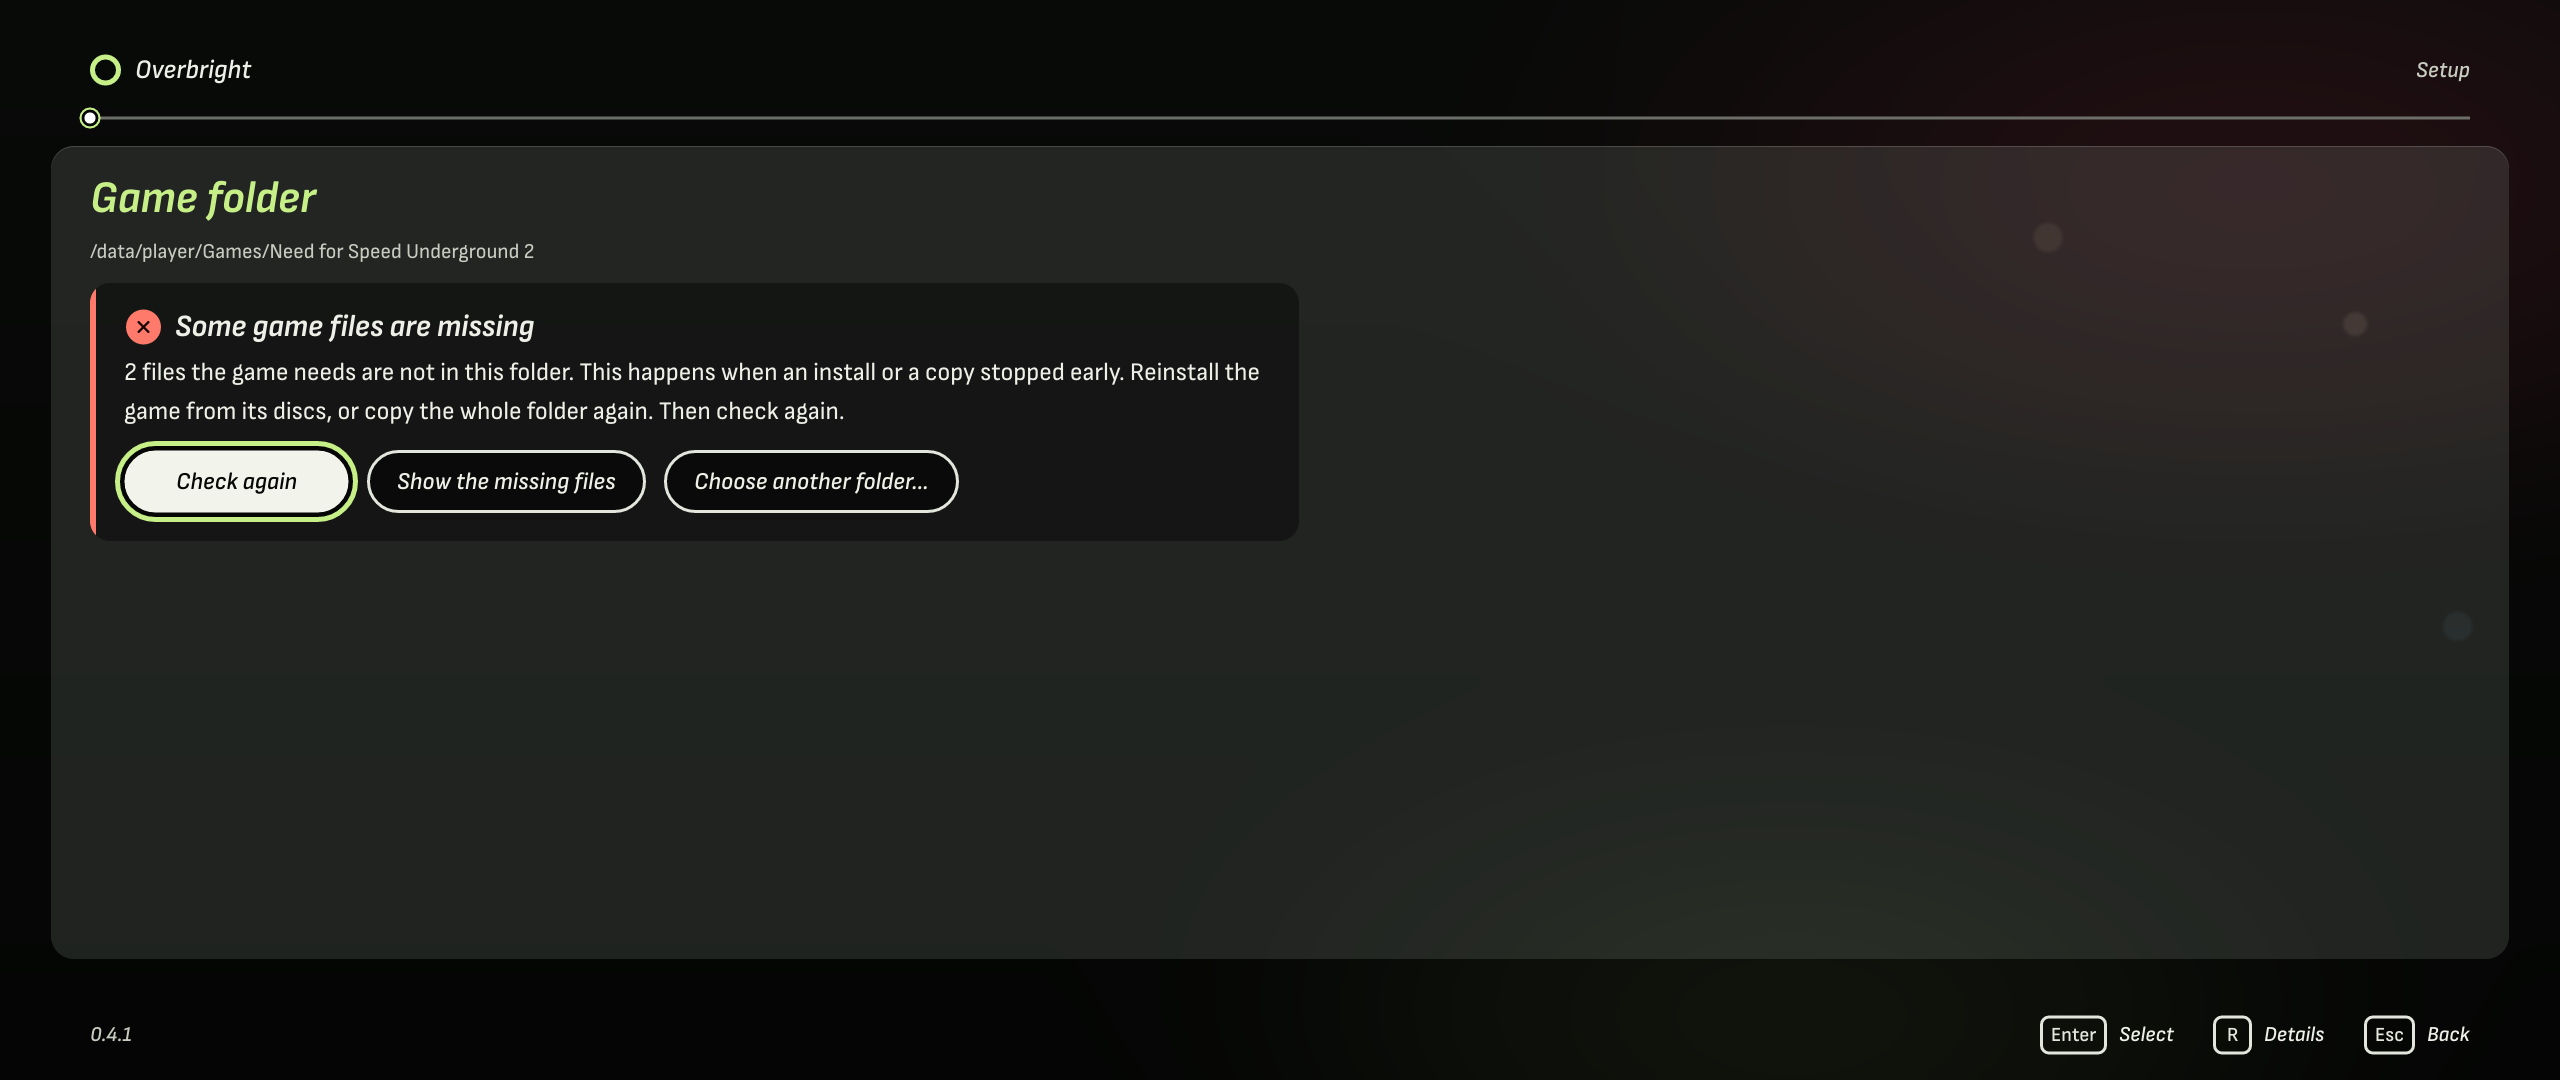 Overbright
Setup
Game folder
/data/player/Games/Need for Speed Underground 2
Some game files are missing
2 files the game needs are not in this folder. This happens when an install or a copy stopped early. Reinstall the
game from its discs, or copy the whole folder again. Then check again.
Check again
Show the missing files
Choose another folder...
0.4.1
Enter Select
R Details
Esc Back